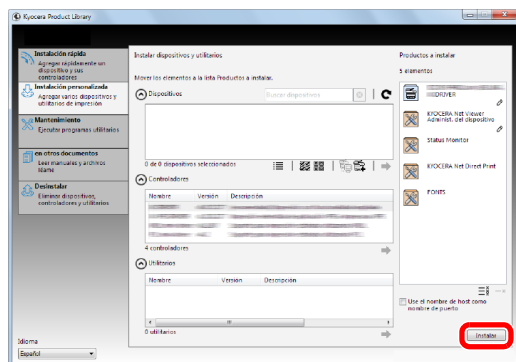 Kyocera Product Library
Instalación rápida
Agregar rápidamente un
dispositivo y sus
controladores
Instalación personalizada
Agregar varios dispositivos y
utilitarios de impresión
Mantenimiento
Ejecutar programas utilitarios
en otros documentos
Leer manuales y archivos
Desinstalar
Eliminar dispositivos,
controladores y utilitarios
Idioma
Español
Instalar dispositivos y utilitarios
Mover los elementos a la lista Productos a instalar.
Dispositivos
Buscar dispositivos
0 de 0 dispositivos seleccionados
Controladores
Nombre Versión Descripción
4 controladores
Utilitarios
Nombre Versión Descripción
0 utilitarios
Productos a instalar
5 elementos
DRIVER
KYOCERA Net Viewer
Administ. del dispositivo
Status Monitor
KYOCERA Net Direct Print
FONTS
Use el nombre de host como
nombre de puerto
Instalar